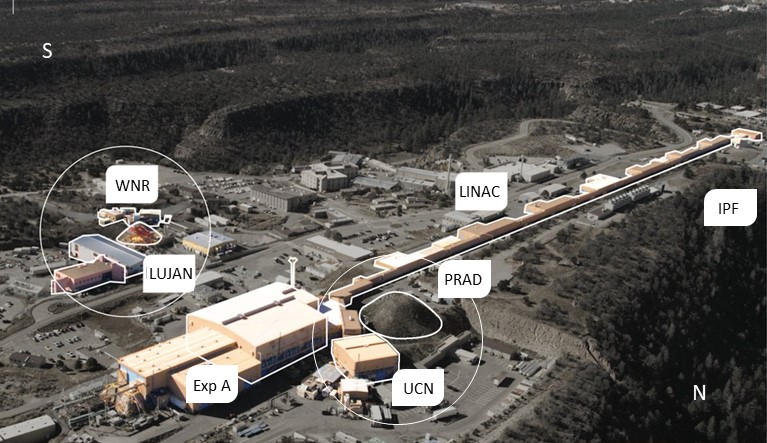 S
WNR
LINAC
IPF
LUJAN
PRAD
Exp A
UCN
N